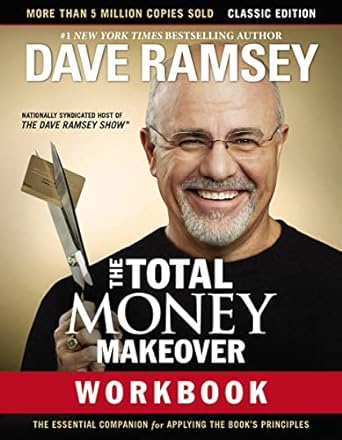 MORE THAN 5 MILLION COPIES SOLD CLASSIC EDITION
#1 NEW YORK TIMES BESTSELLING AUTHOR
DAVE RAMSEY
NATIONALLY SYNDICATED HOST OF
THE DAVE RAMSEY SHOW™
THE TOTAL
MONEY
MAKEOVER
WORKBOOK
THE ESSENTIAL COMPANION for APPLYING THE BOOK'S PRINCIPLES